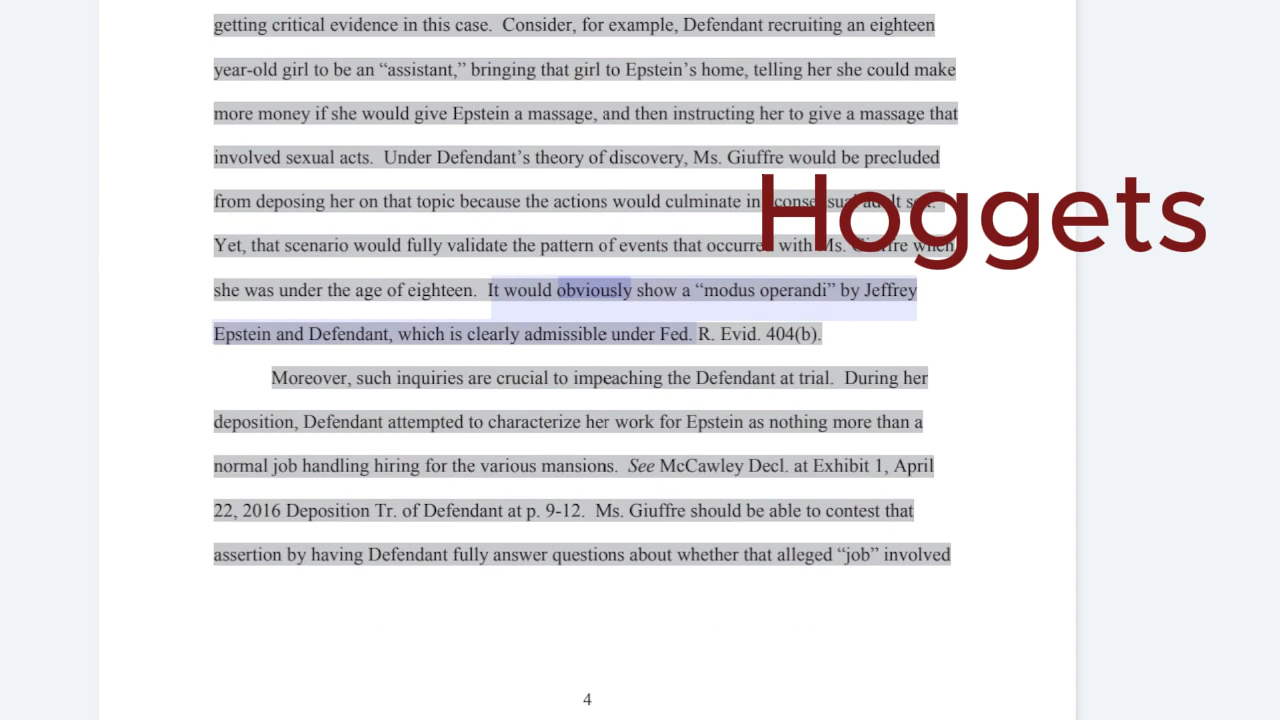 getting critical evidence in this case.  Consider, for example, Defendant recruiting an eighteen
year-old girl to be an “assistant,” bringing that girl to Epstein’s home, telling her she could make
more money if she would give Epstein a massage, and then instructing her to give a massage that
involved sexual acts.  Under Defendant’s theory of discovery, Ms. Giuffre would be precluded
from deposing her on that topic because the actions would culminate in consensual adult sex.
Hoggets
Yet, that scenario would fully validate the pattern of events that occurred with Ms. Giuffre when
she was under the age of eighteen.  It would obviously show a “modus operandi” by Jeffrey
Epstein and Defendant, which is clearly admissible under Fed. R. Evid. 404(b).
Moreover, such inquiries are crucial to impeaching the Defendant at trial.  During her
deposition, Defendant attempted to characterize her work for Epstein as nothing more than a
normal job handling hiring for the various mansions.  See McCawley Decl. at Exhibit 1, April
22, 2016 Deposition Tr. of Defendant at p. 9-12.  Ms. Giuffre should be able to contest that
assertion by having Defendant fully answer questions about whether that alleged “job” involved
4